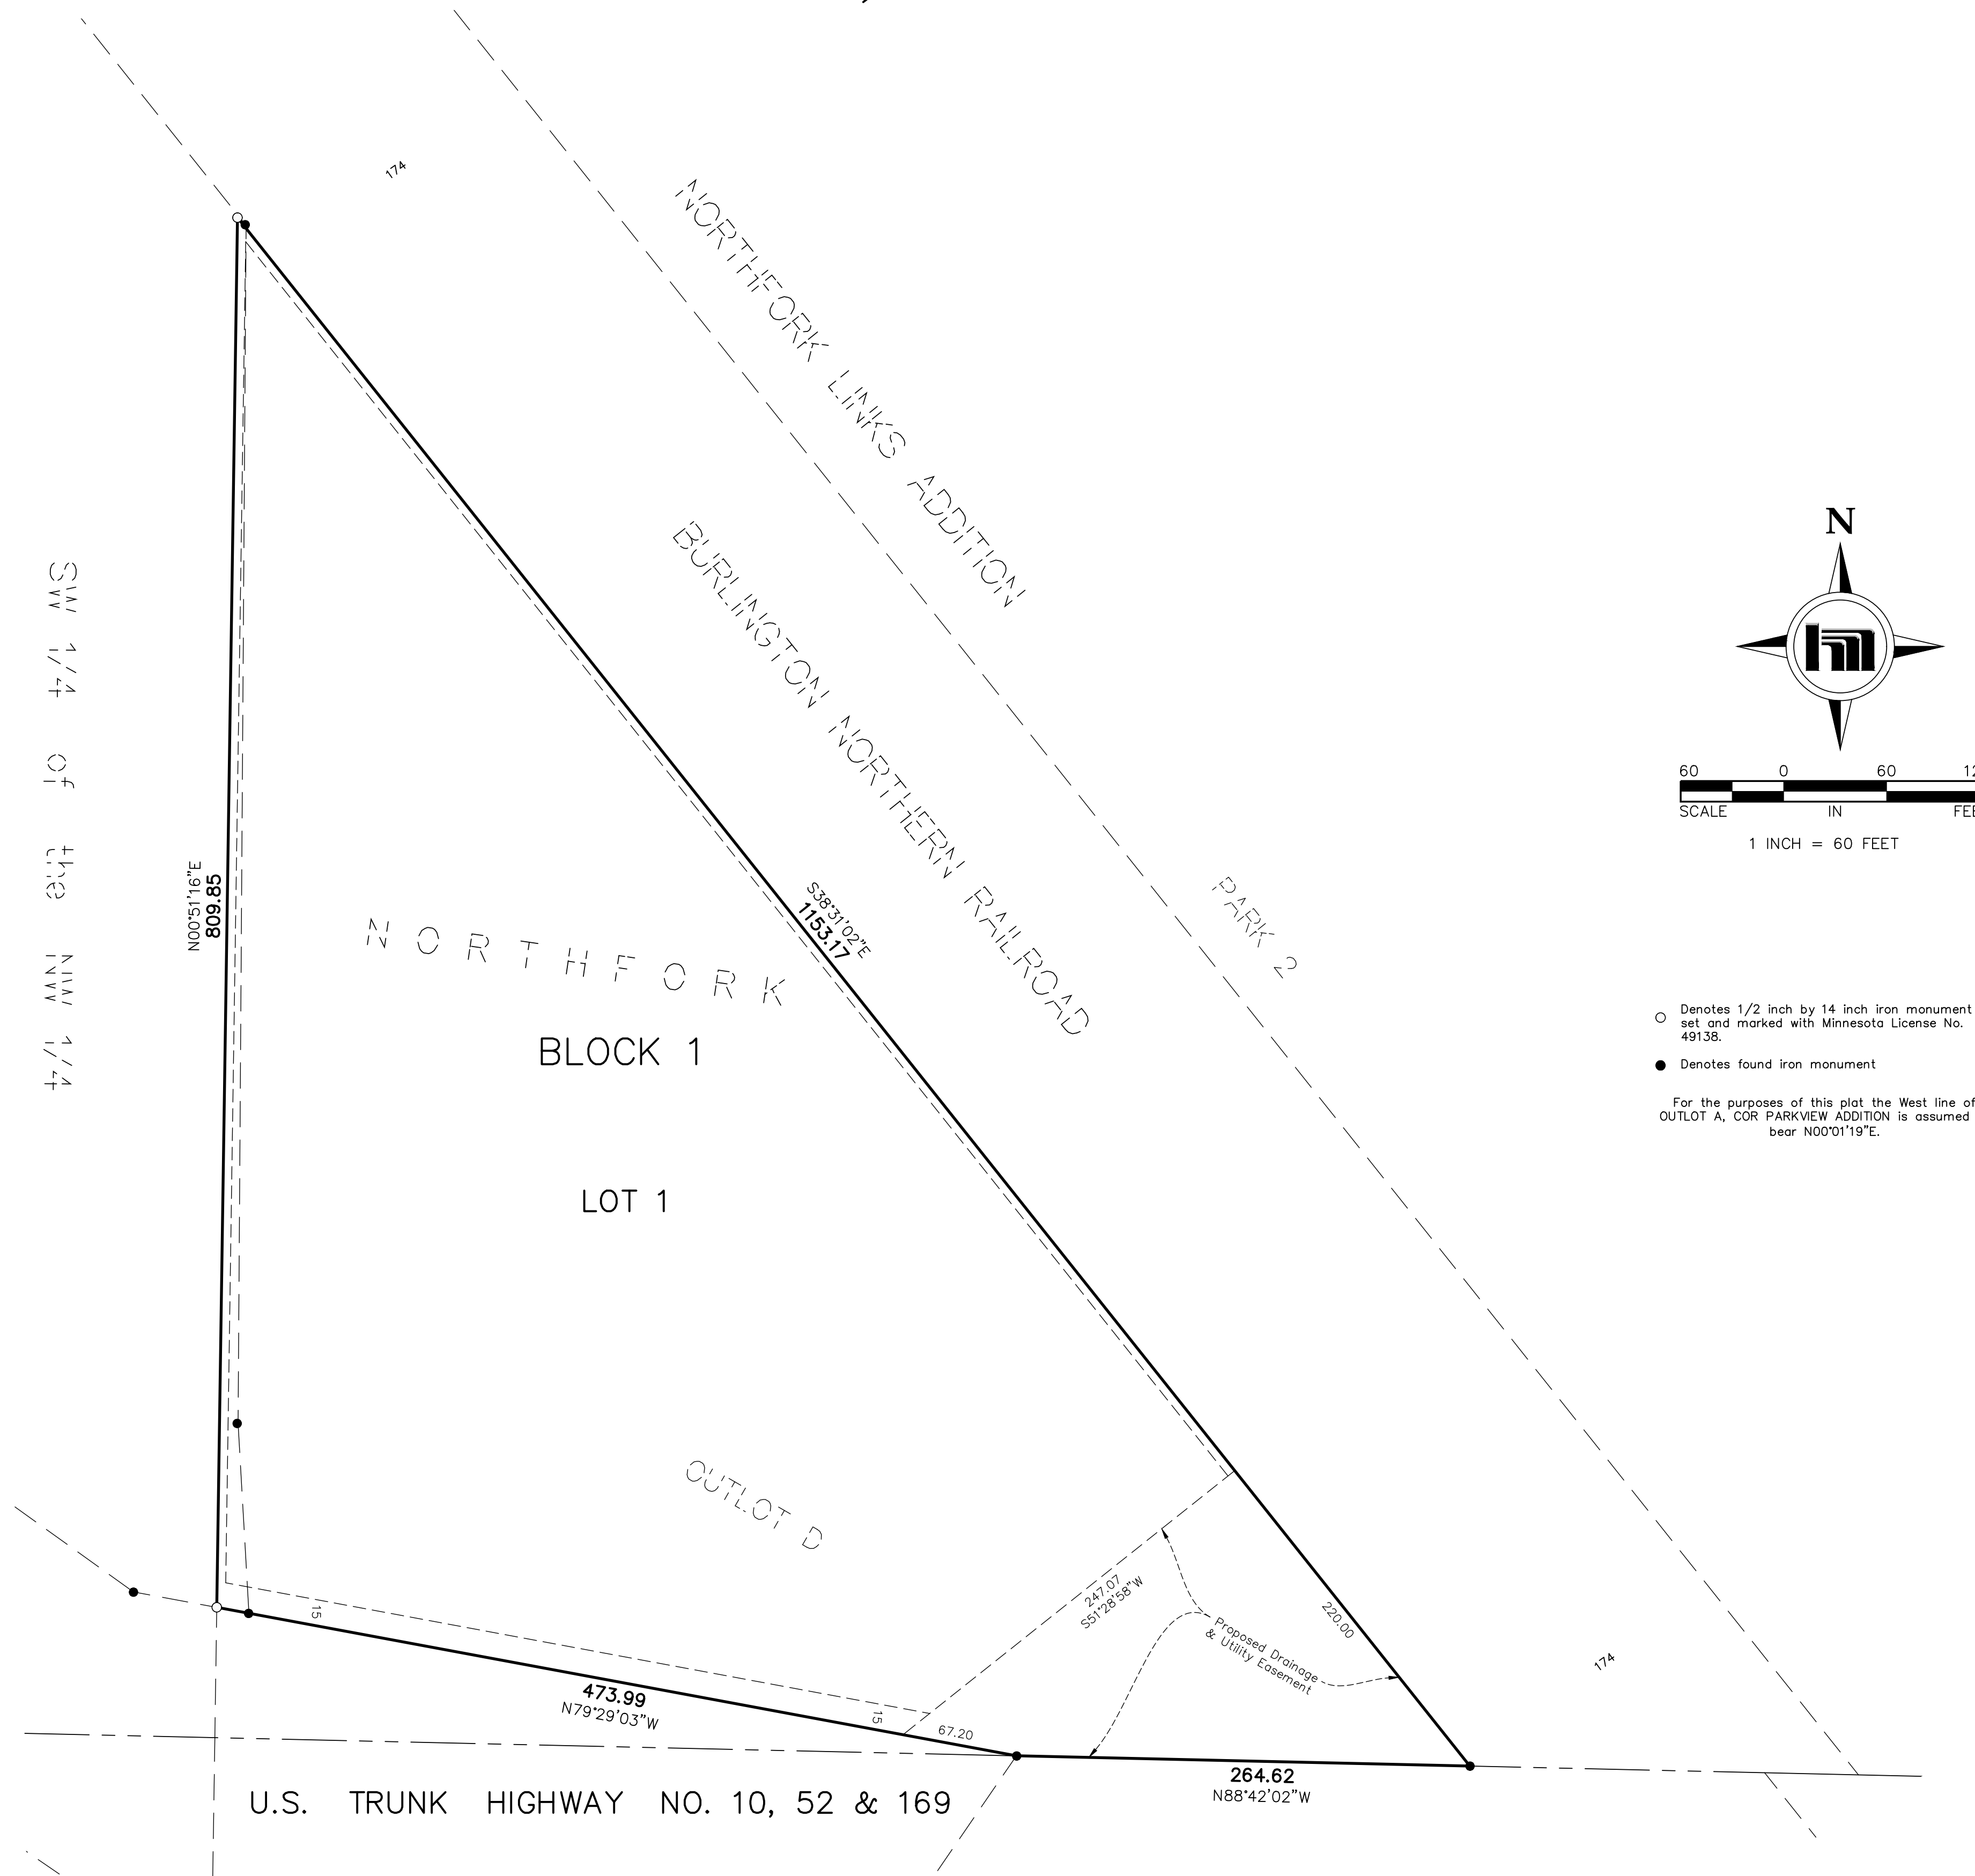 174
NORTHFORK LINKS ADDITION
BURLINGTON NORTHERN RAILROAD
PARK 2
SW 1/4 of the NW 1/4
N00°51'16"E
809.85
S38°31'02"E
1153.17
NORTHFORK
BLOCK 1
LOT 1
OUTLOT D
N
60 0 60
SCALE IN
1 INCH = 60 FEET
Denotes 1/2 inch by 14 inch iron monument
set and marked with Minnesota License No.
49138.
Denotes found iron monument
For the purposes of this plat the West line of
OUTLOT A, COR PARKVIEW ADDITION is assumed
bear N00°01'19"E.
247.07
S51°28'58"W
220.00
Proposed Drainage
& Utility Easement
174
15
15
67.20
473.99
N79°29'03"W
264.62
N88°42'02"W
U.S. TRUNK HIGHWAY NO. 10, 52 & 169